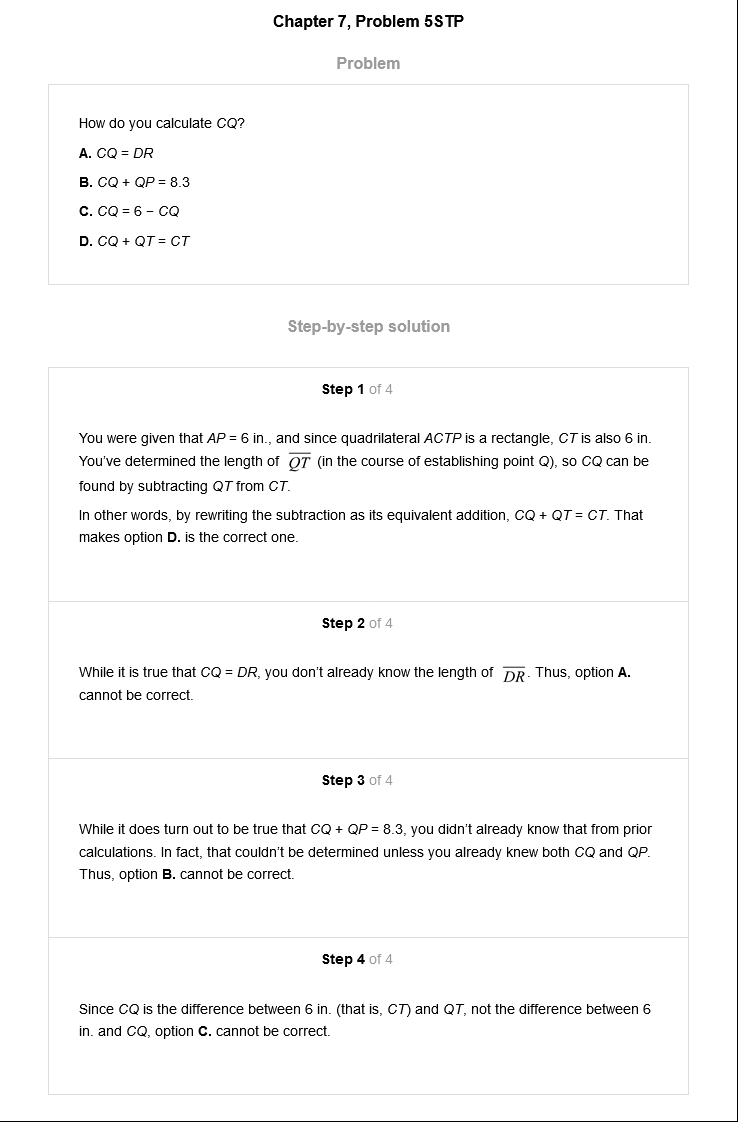 Chapter 7, Problem 5STP
Problem
How do you calculate CQ?
A. CQ = DR
B. CQ + QP = 8.3
C. CQ = 6 − CQ
D. CQ + QT = CT
Step-by-step solution
Step 1 of 4
You were given that AP = 6 in., and since quadrilateral ACTP is a rectangle, CT is also 6 in.
You've determined the length of Q̅T̅ (in the course of establishing point Q), so CQ can be
found by subtracting QT from CT.
In other words, by rewriting the subtraction as its equivalent addition, CQ + QT = CT. That
makes option D. is the correct one.
Step 2 of 4
While it is true that CQ = DR, you don't already know the length of D̅R̅. Thus, option A.
cannot be correct.
Step 3 of 4
While it does turn out to be true that CQ + QP = 8.3, you didn't already know that from prior
calculations. In fact, that couldn't be determined unless you already knew both CQ and QP.
Thus, option B. cannot be correct.
Step 4 of 4
Since CQ is the difference between 6 in. (that is, CT) and QT, not the difference between 6
in. and CQ, option C. cannot be correct.